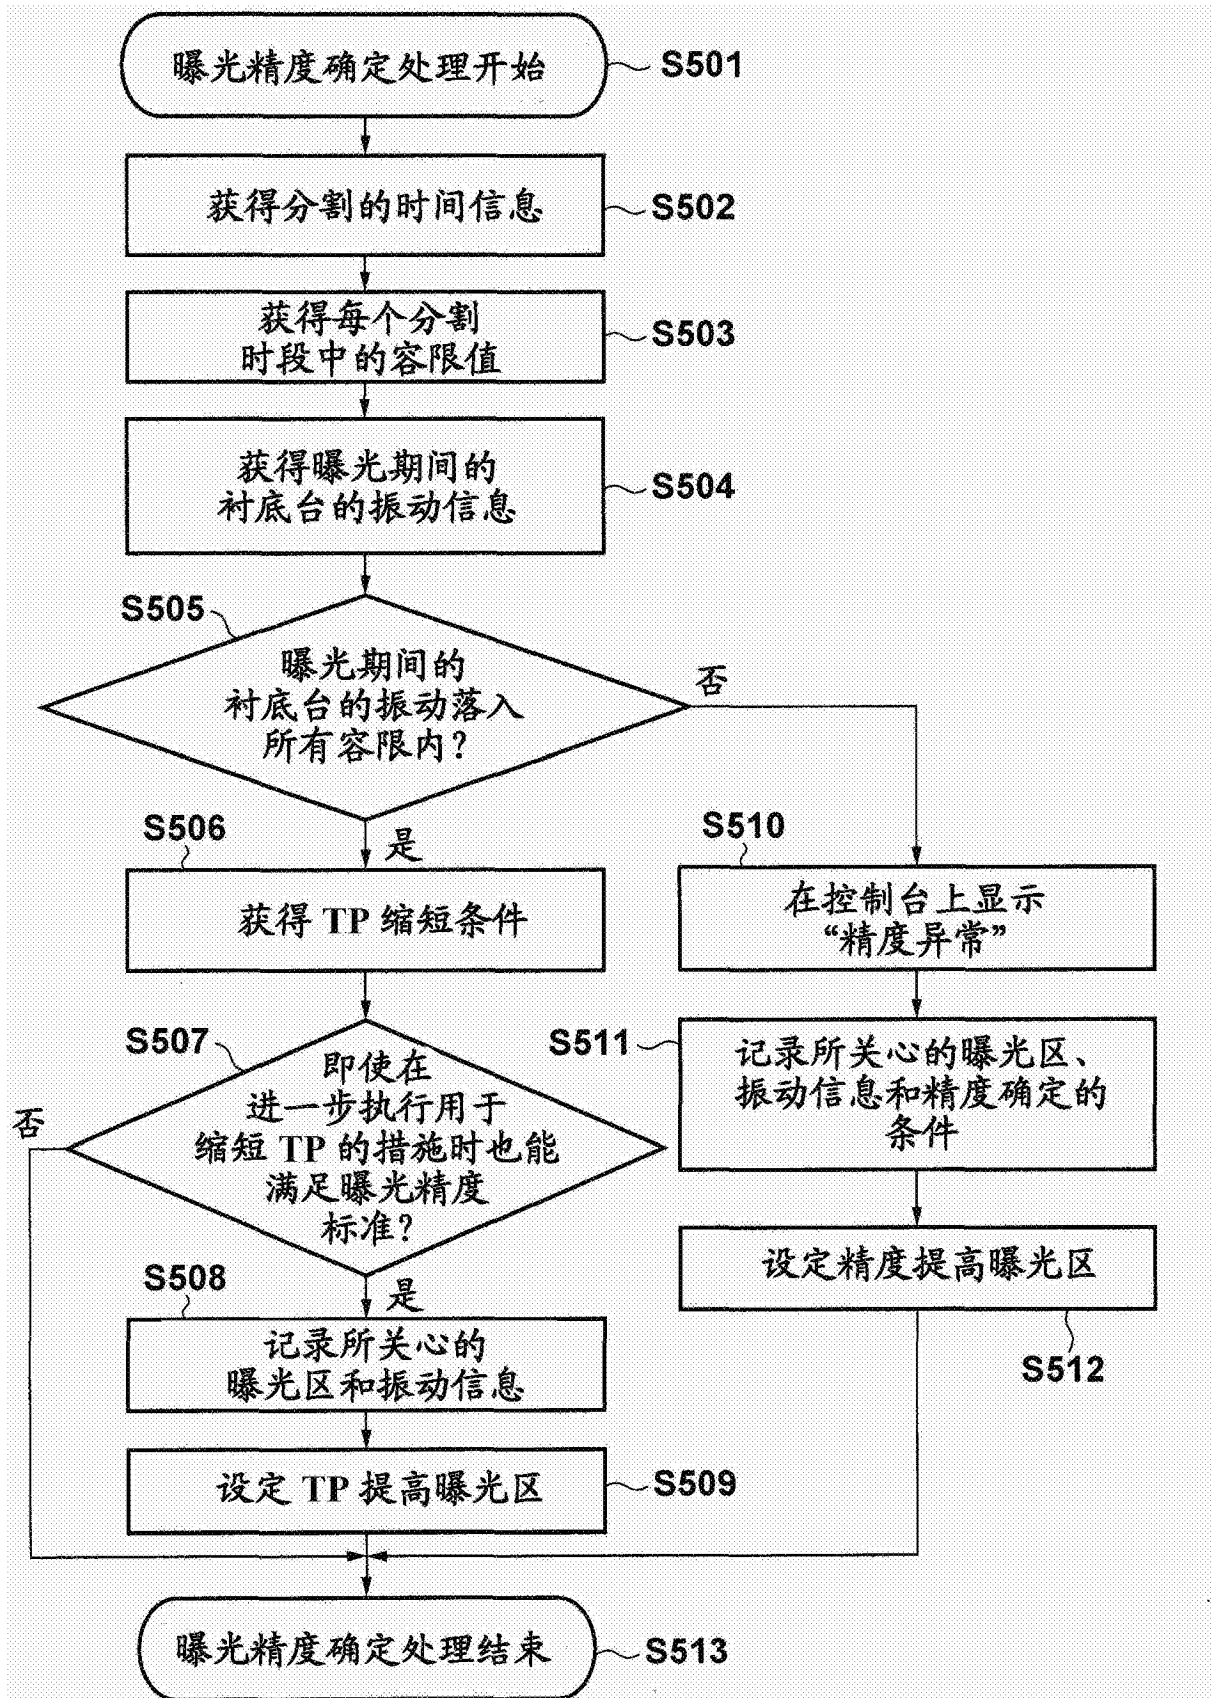 曝光精度确定处理开始
S501
获得分割的时间信息
S502
获得每个分割
时段中的容限值
S503
获得曝光期间的
衬底台的振动信息
S504
S505
曝光期间的
衬底台的振动落入
所有容限内？
否
是
S506
获得 TP 缩短条件
S510
在控制台上显示
“精度异常”
S507
即使在
进一步执行用于
缩短 TP 的措施时也能
满足曝光精度
标准？
否
是
S511
记录所关心的曝光区、
振动信息和精度确定的
条件
S508
记录所关心的
曝光区和振动信息
设定精度提高曝光区
S512
设定 TP 提高曝光区
S509
曝光精度确定处理结束
S513